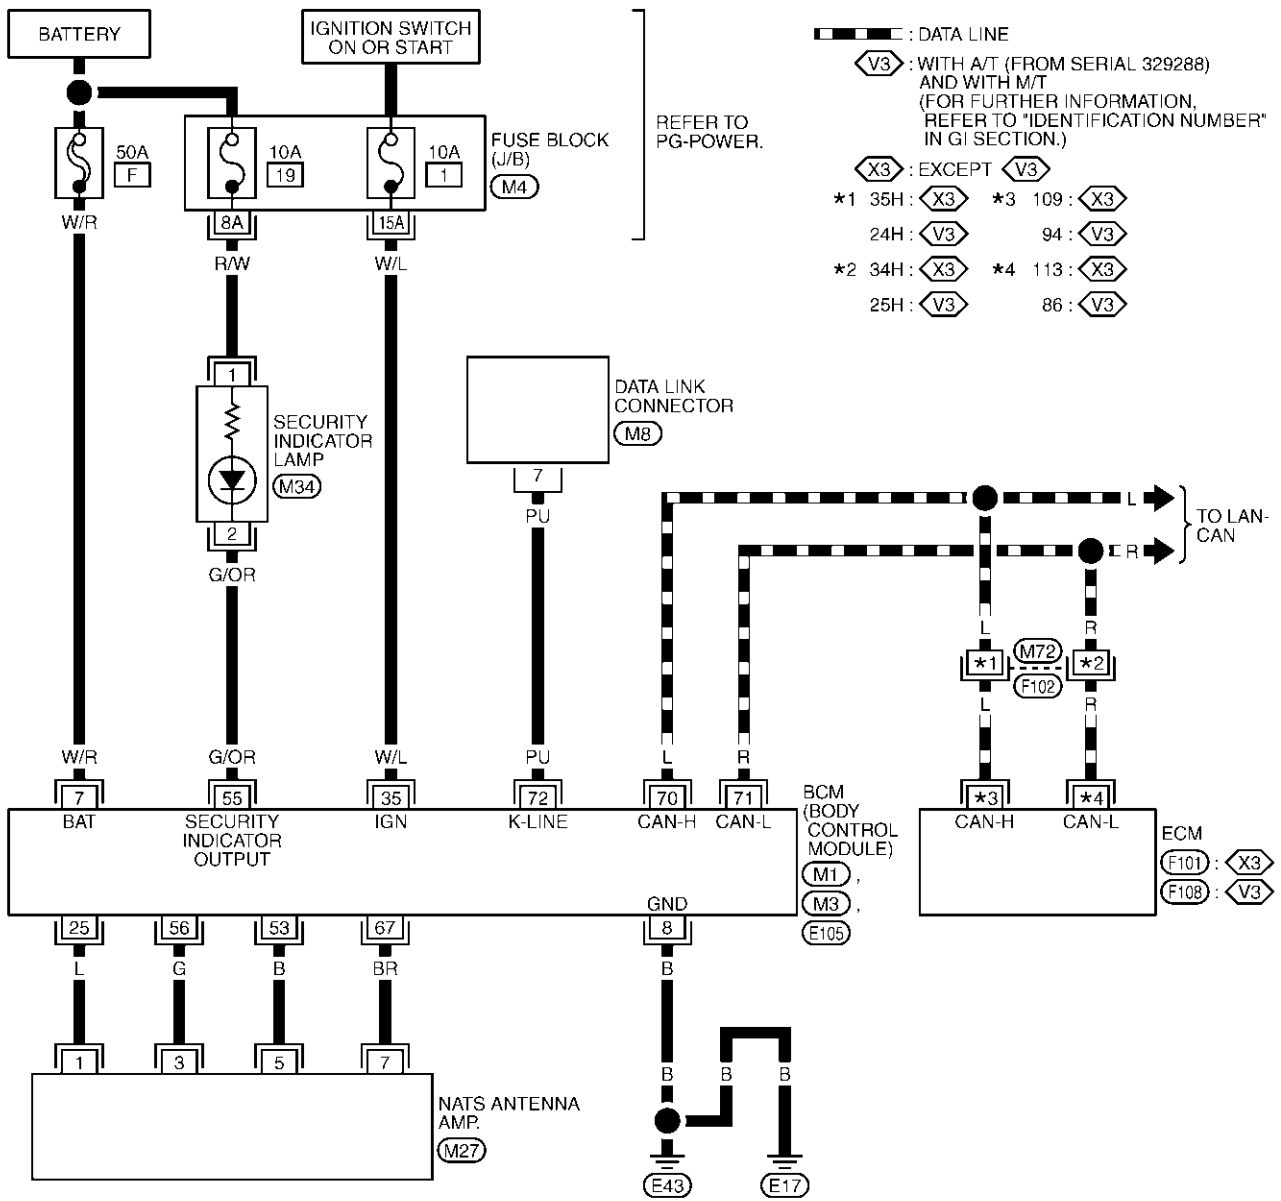 BATTERY
IGNITION SWITCH
ON OR START
50A
F
10A
19
10A
1
FUSE BLOCK
(J/B)
M4
REFER TO
PG-POWER.
: DATA LINE
V3 : WITH A/T (FROM SERIAL 329288)
AND WITH M/T
(FOR FURTHER INFORMATION,
REFER TO "IDENTIFICATION NUMBER"
IN GI SECTION.)
X3 : EXCEPT V3
*1 35H : X3 *3 109 : X3
24H : V3 94 : V3
*2 34H : X3 *4 113 : X3
25H : V3 86 : V3
W/R
8A
15A
R/W
W/L
1
SECURITY
INDICATOR
LAMP
M34
2
G/OR
DATA LINK
CONNECTOR
M8
7
PU
L
R
TO LAN-
CAN
L
R
*1
M72
*2
F102
L
R
W/R
G/OR
W/L
PU
L
R
7
55
35
72
70
71
*3
*4
BAT
SECURITY
INDICATOR
OUTPUT
IGN
K-LINE
CAN-H
CAN-L
BCM
(BODY
CONTROL
MODULE)
M1 ,
M3 ,
E105
GND
CAN-H
CAN-L
ECM
F101 : X3
F108 : V3
25
56
53
67
8
L
G
B
BR
B
1
3
5
7
B
B
B
NATS ANTENNA
AMP.
M27
E43
E17